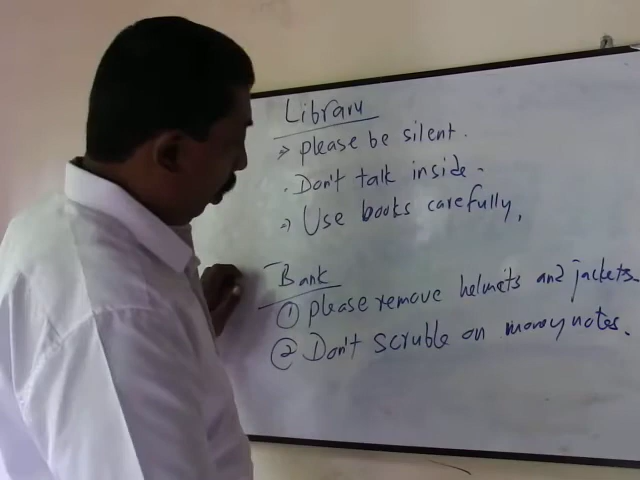 Library
» please be silent.
. Don't talk inside.
» Use books carefully,
Bank
① please remove helmets and jackets.
② Don't scruble on money notes.